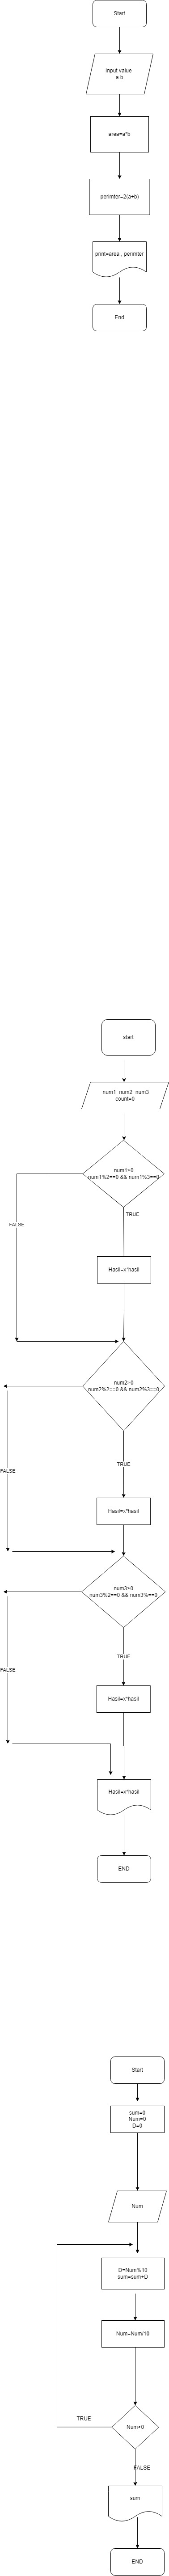 Start
Input value
a b
area=a*b
perimter=2(a+b)
print=area , perimter
End
start
num1 num2 num3
count=0
num1=0
num1%2==0 && num1%3==0
TRUE
FALSE
Hasil=x*hasil
num2=0
num2%2==0 && num2%3==0
TRUE
FALSE
Hasil=x*hasil
num3=0
num3%2==0 && num3%==0
TRUE
FALSE
Hasil=x*hasil
Hasil=x*hasil
END
Start
sum=0
Num=0
D=0
Num
D=Num%10
sum=sum+D
Num=Num/10
TRUE
Num>0
FALSE
sum
END